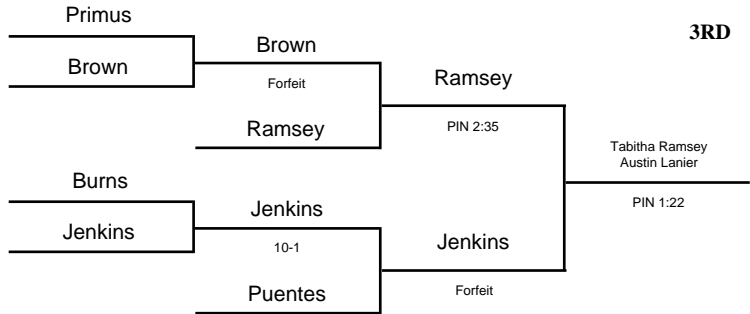 Primus
Brown
Brown
Forfeit
Ramsey
Ramsey
PIN 2:35
3RD
Burns
Jenkins
Jenkins
10-1
Puentes
Jenkins
Forfeit
Tabitha Ramsey
Austin Lanier
PIN 1:22